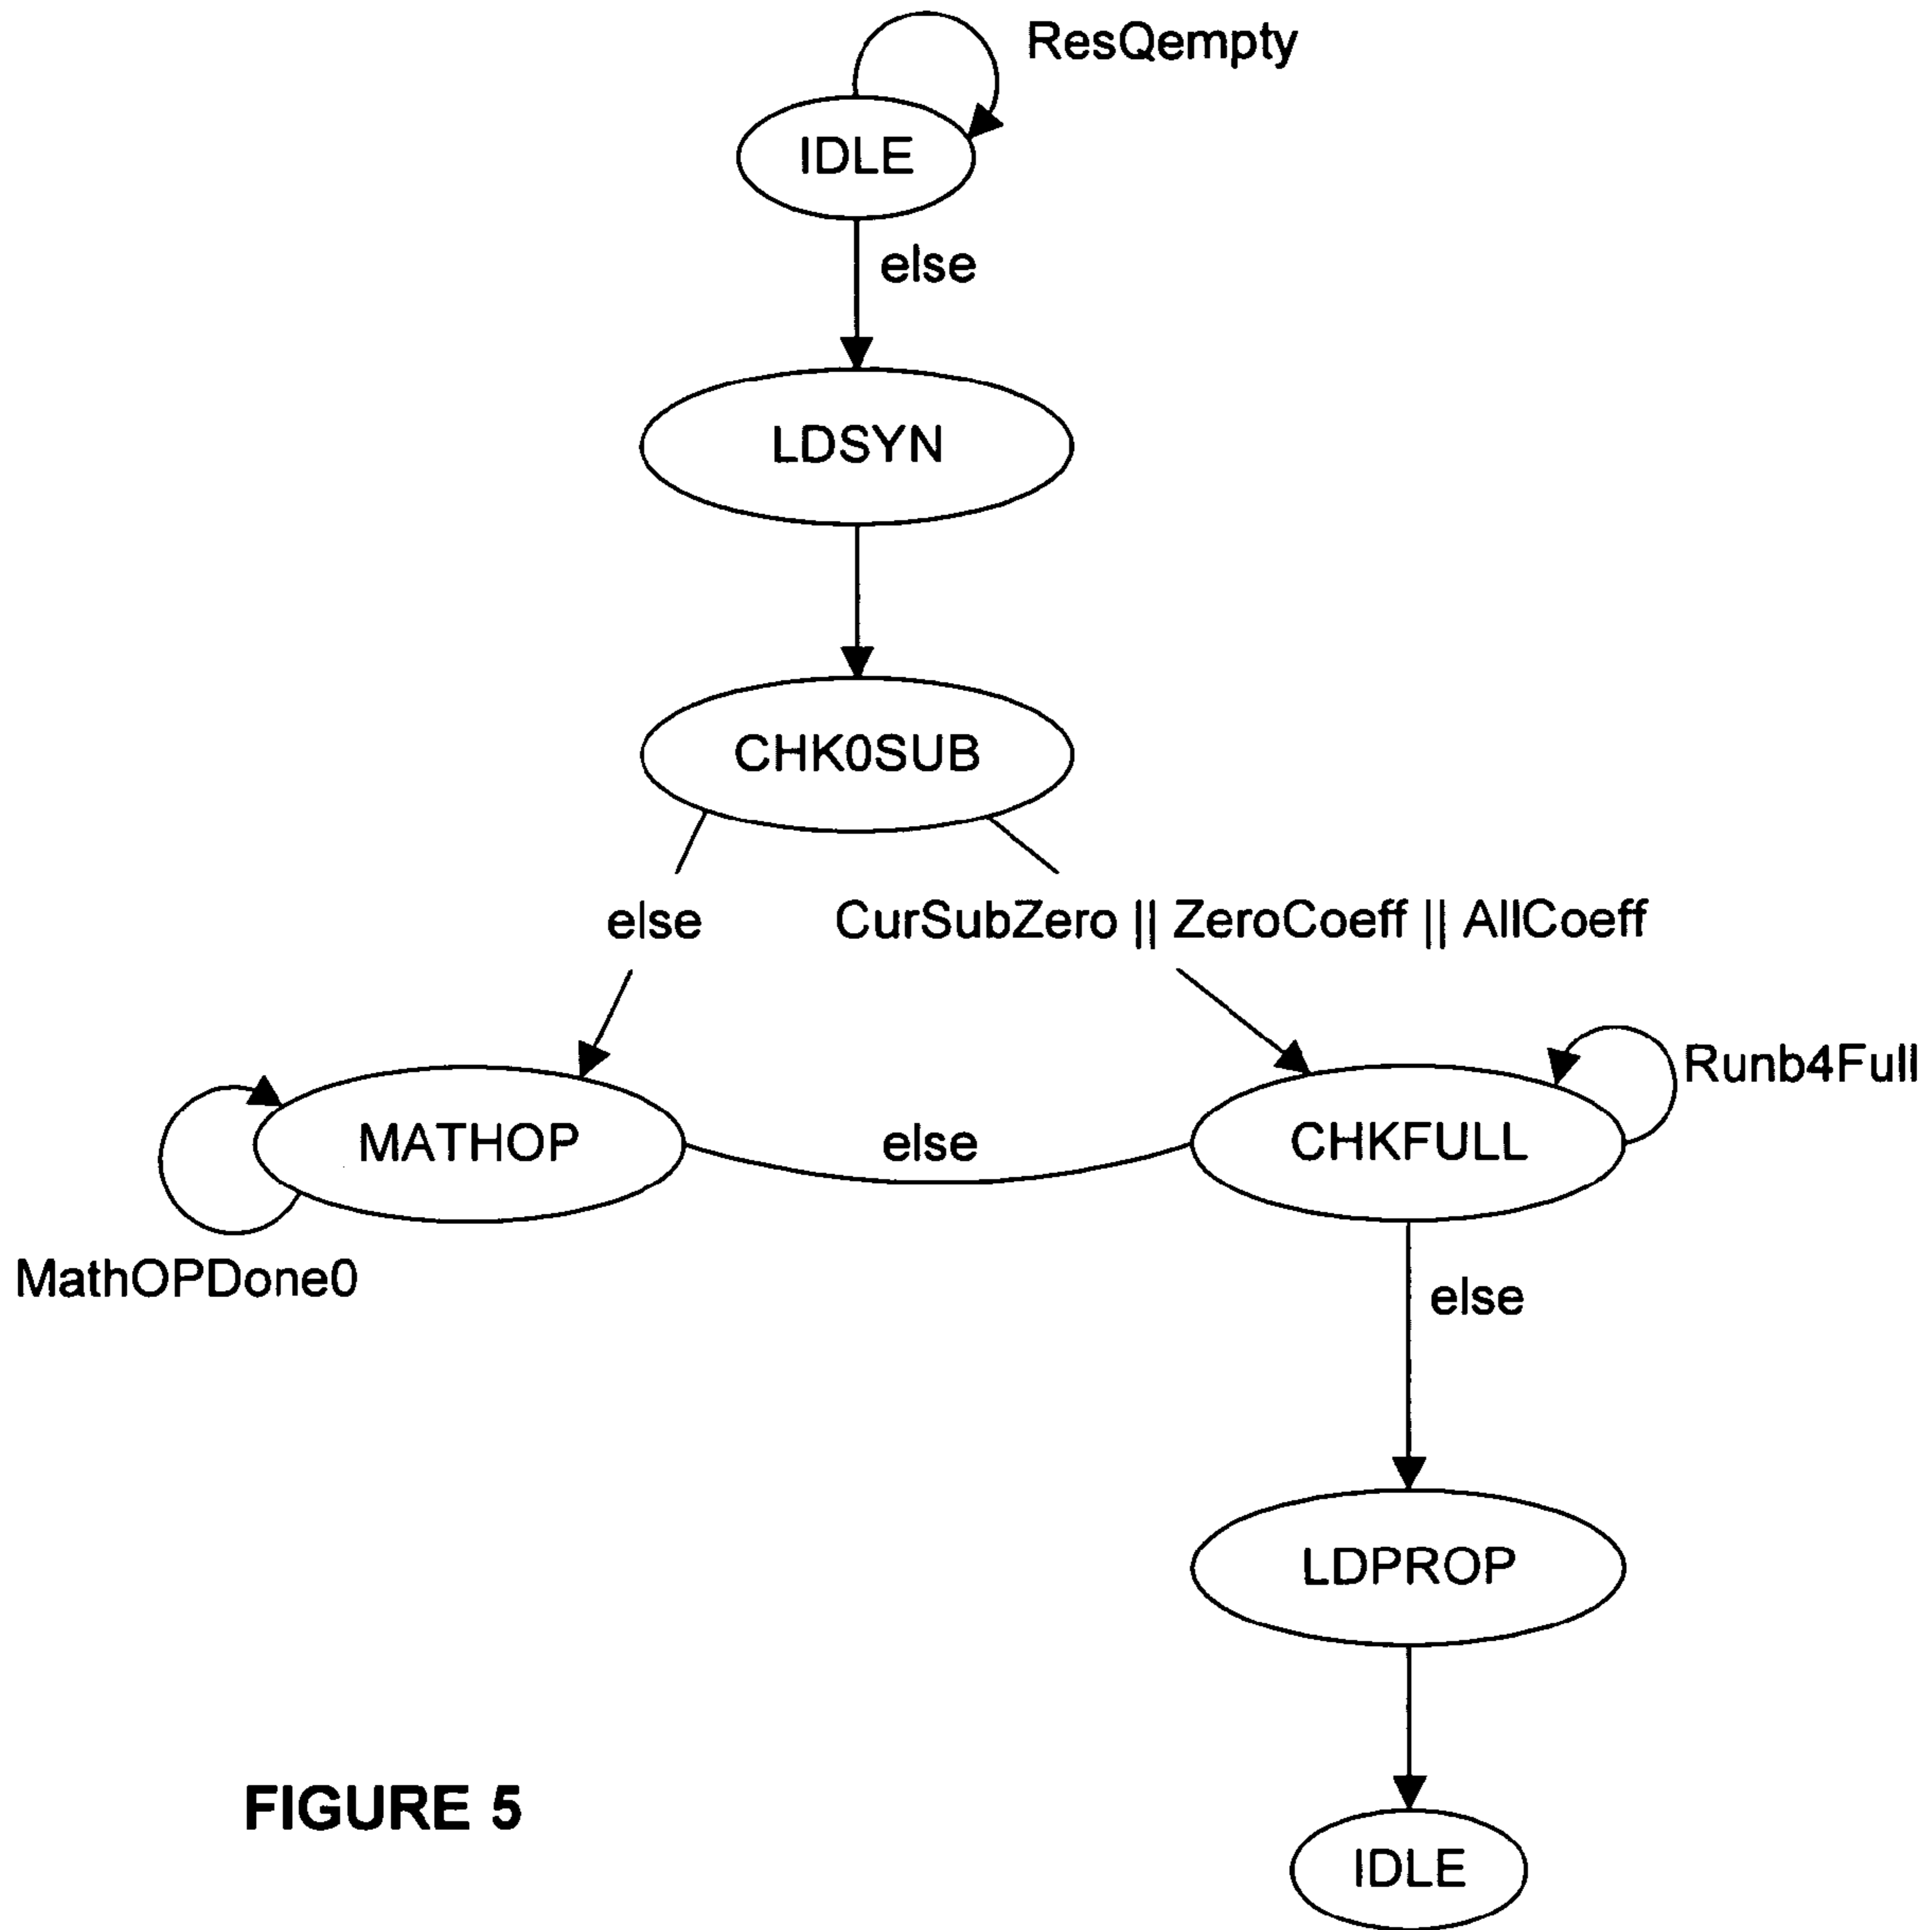 ResQempty
IDLE
else
LDSYN
CHK0SUB
else
CurSubZero || ZeroCoeff || AllCoeff
Runb4Full
MATHOP
else
CHKFULL
MathOPDone0
else
LDPROP
FIGURE 5
IDLE